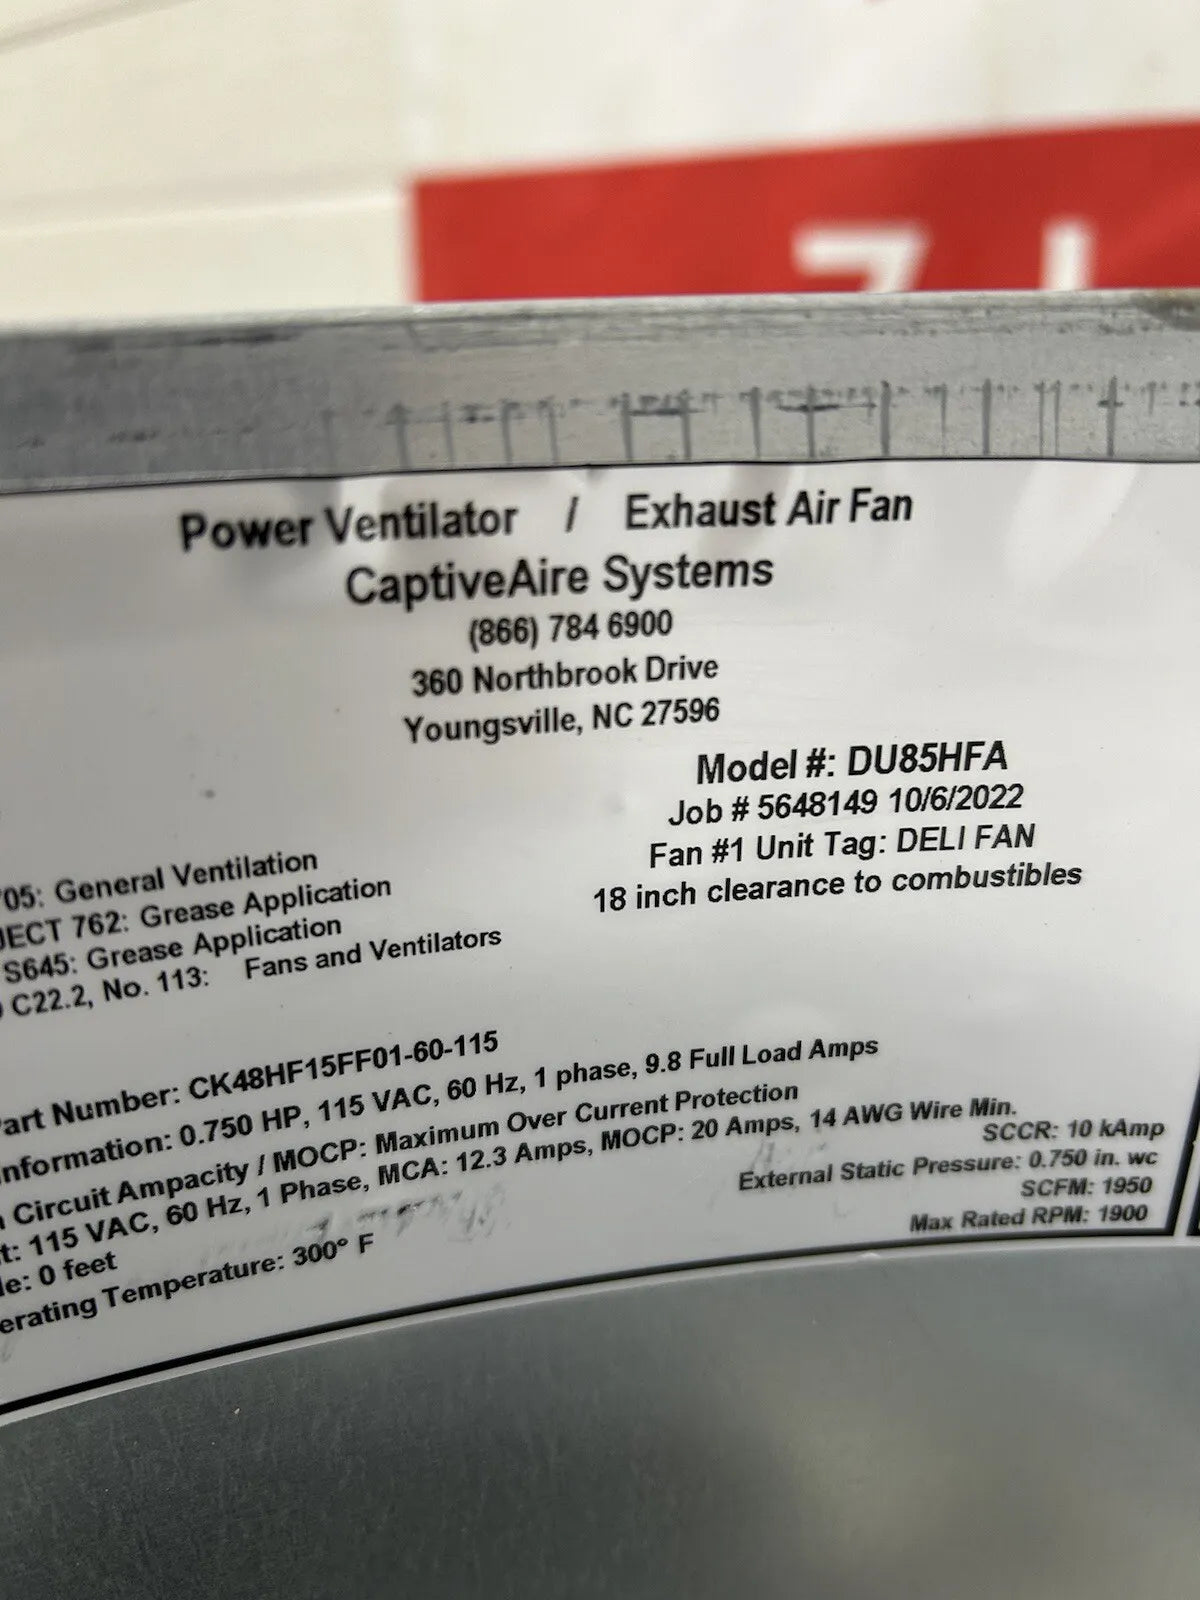 Power Ventilator / Exhaust Air Fan
CaptiveAire Systems
(866) 784 6900
360 Northbrook Drive
Youngsville, NC 27596
Model #: DU85HFA
Job # 5648149 10/6/2022
Fan #1 Unit Tag: DELI FAN
18 inch clearance to combustibles
705: General Ventilation
JECT 762: Grease Application
S645: Grease Application
C22.2, No. 113: Fans and Ventilators
art Number: CK48HF15FF01-60-115
nformation: 0.750 HP, 115 VAC, 60 Hz, 1 phase, 9.8 Full Load Amps
Circuit Ampacity / MOCP: Maximum Over Current Protection
t: 115 VAC, 60 Hz, 1 Phase, MCA: 12.3 Amps, MOCP: 20 Amps, 14 AWG Wire Min.
de: 0 feet
erating Temperature: 300° F
SCCR: 10 kAmp
External Static Pressure: 0.750 in. wc
SCFM: 1950
Max Rated RPM: 1900